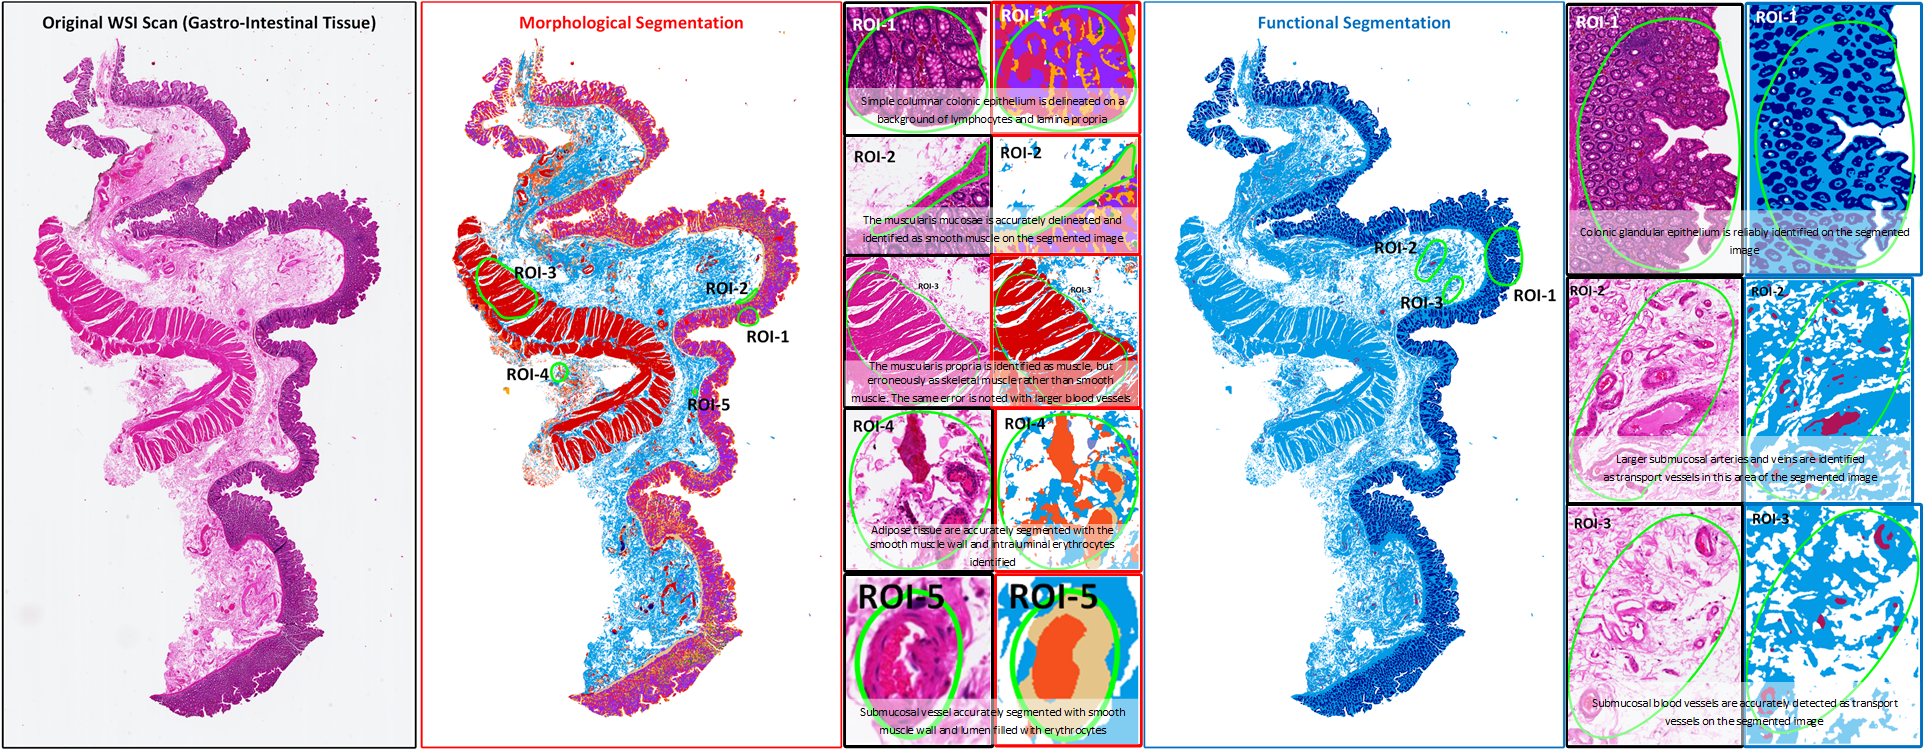 Original WSI Scan (Gastro-Intestinal Tissue)
Morphological Segmentation
ROI-3
ROI-2
ROI-1
ROI-4
ROI-5
ROI-1
ROI-1
Simple columnar colonic epithelium is delineated on a
background of lymphocytes and lamina propria
ROI-2
ROI-2
The muscularis mucosae is accurately delineated and
identified as smooth muscle on the segmented image
ROI-3
ROI-3
The muscularis propria is identified as muscle, but
erroneously as skeletal muscle rather than smooth
muscle. The same error is noted with larger blood vessels
ROI-4
ROI-4
Adipose tissue are accurately segmented with the
smooth muscle wall and intraluminal erythrocytes
identified
ROI-5
ROI-5
Submucosal vessel accurately segmented with smooth
muscle wall and lumen filled with erythrocytes
Functional Segmentation
ROI-2
ROI-3
ROI-1
ROI-1
ROI-1
Colonic glandular epithelium is reliably identified on the segmented
image
ROI-2
ROI-2
Larger submucosal arteries and veins are identified
as transport vessels in this area of the segmented image
ROI-3
ROI-3
Submucosal blood vessels are accurately detected as transport
vessels on the segmented image